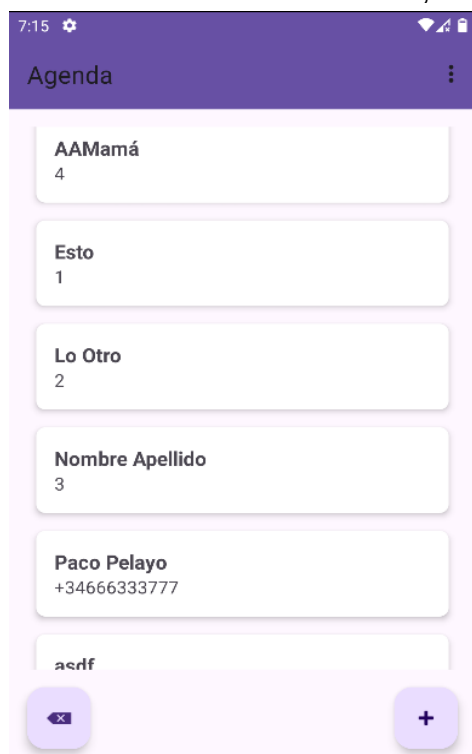 7:15
Agenda
AAMamá
4
Esto
1
Lo Otro
2
Nombre Apellido
3
Paco Pelayo
+34666333777
asdf